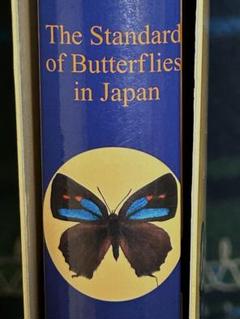 The Standard
of Butterflies
in Japan